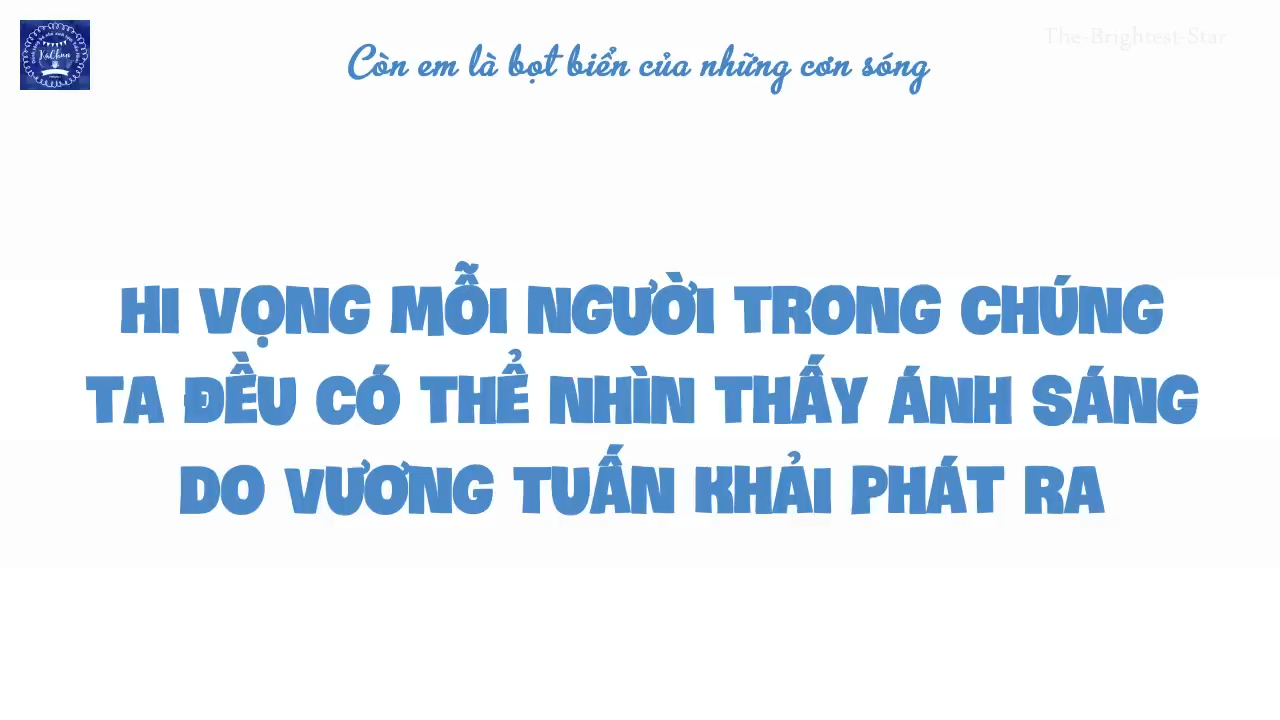 The-Brightest-Star
Còn em là bọt biển của những cơn sóng
HI VỌNG MỖI NGƯỜI TRONG CHÚNG
TA ĐỀU CÓ THỂ NHÌN THẤY ÁNH SÁNG
DO VƯƠNG TUẤN KHẢI PHÁT RA